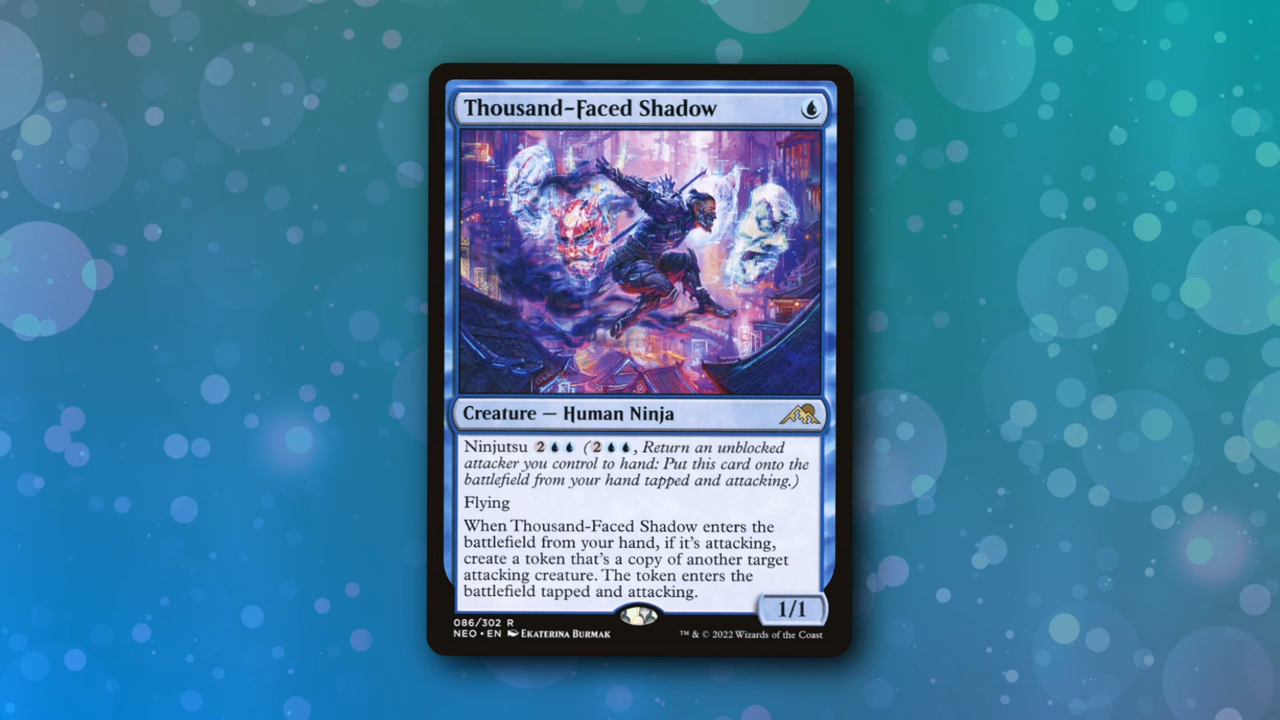 Thousand-Faced Shadow
Creature — Human Ninja
Ninjutsu 2 (2, Return an unblocked
attacker you control to hand: Put this card onto the
battlefield from your hand tapped and attacking.)
Flying
When Thousand-Faced Shadow enters the
battlefield from your hand, if it's attacking,
create a token that's a copy of another target
attacking creature. The token enters the
battlefield tapped and attacking.
1/1
086/302 R
NEO • EN Ekaterina Burmak
™ & © 2022 Wizards of the Coast